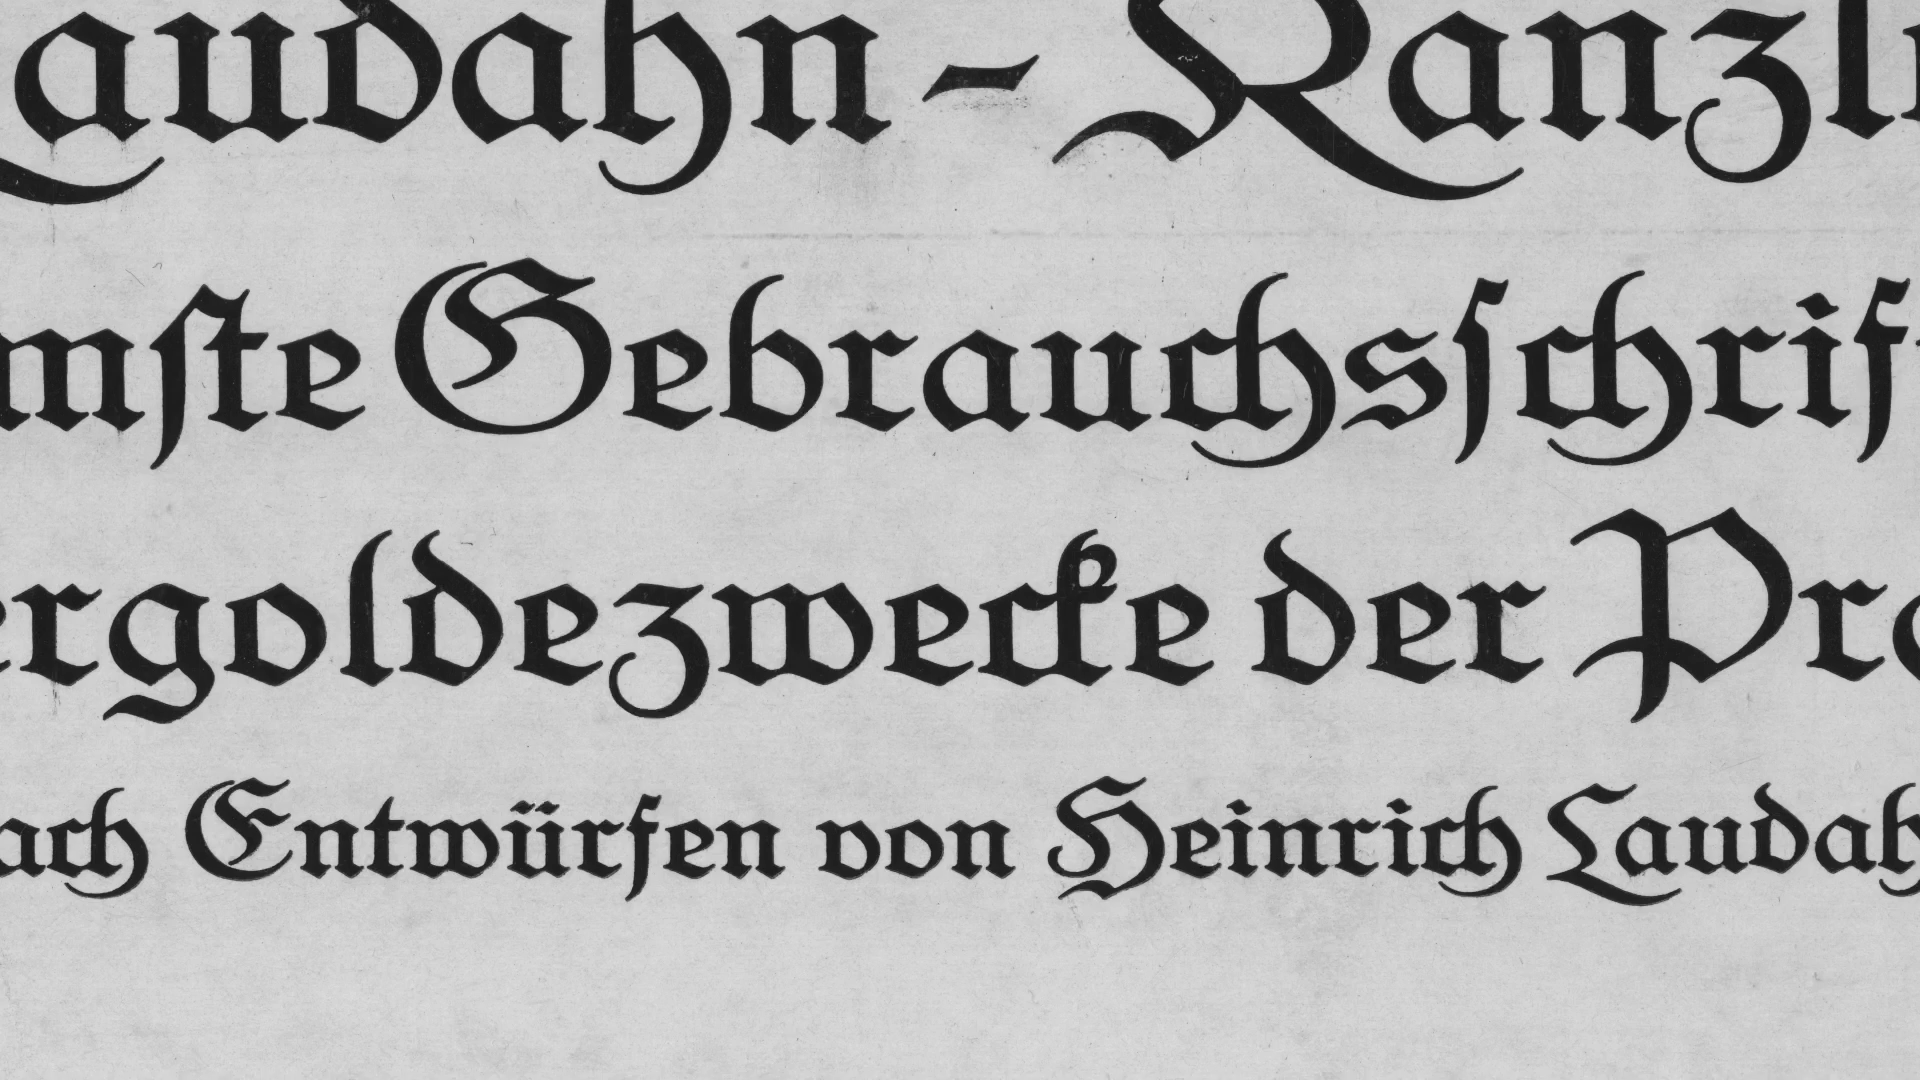 audahn - Kanzl
mſte Gebrauchsſchrif
ergoldezwecke der Pr
ach Entwürfen von Heinrich Laudah